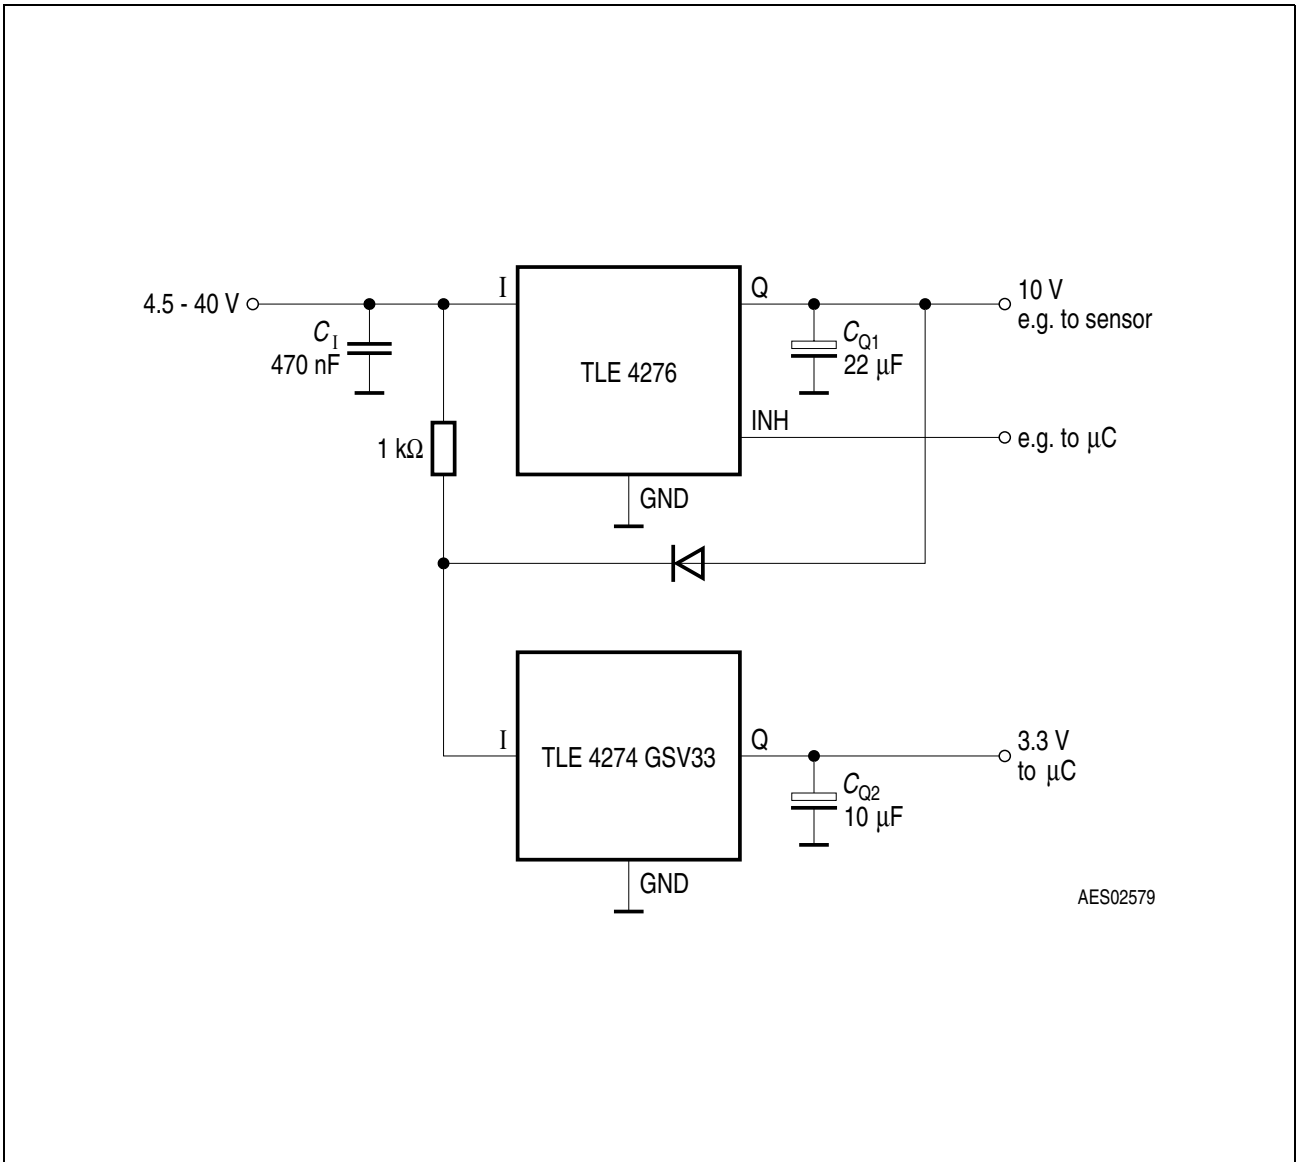 4.5 - 40 V
I
Q
10 V
e.g. to sensor
C_I
470 nF
C_Q1
22 μF
TLE 4276
INH
e.g. to μC
1 kΩ
GND
I
Q
TLE 4274 GSV33
3.3 V
to μC
C_Q2
10 μF
GND
AES02579